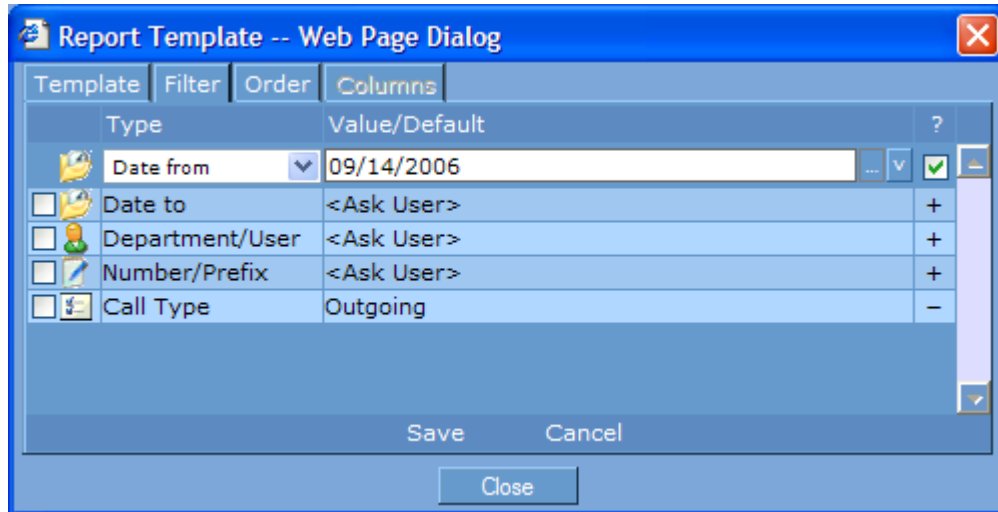 Report Template -- Web Page Dialog
Template Filter Order Columns
Type Value/Default ?
Date from 09/14/2006 ... v
Date to <Ask User> +
Department/User <Ask User> +
Number/Prefix <Ask User> +
Call Type Outgoing −
Save Cancel
Close